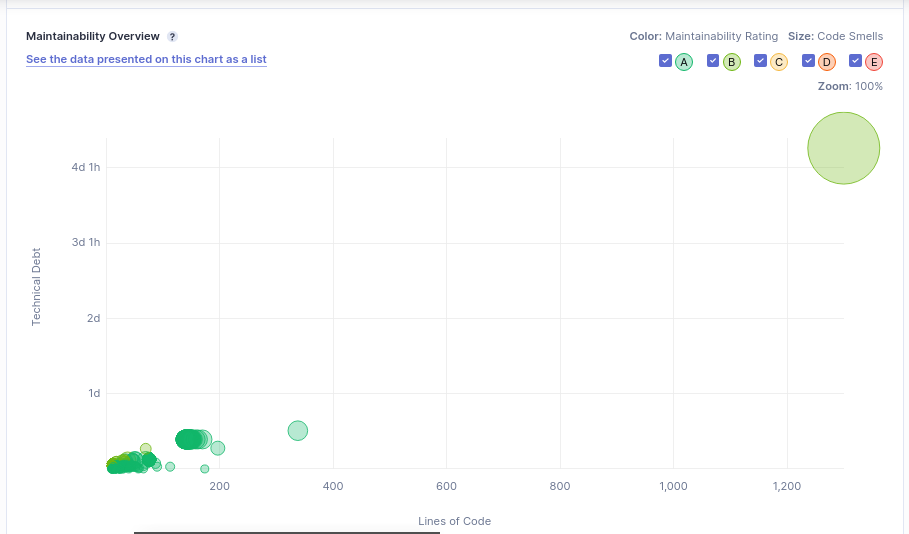 Maintainability Overview ?
Color: Maintainability Rating Size: Code Smells
See the data presented on this chart as a list
A B C D E
Zoom: 100%
4d 1h
3d 1h
2d
1d
Technical Debt
200 400 600 800 1,000 1,200
Lines of Code